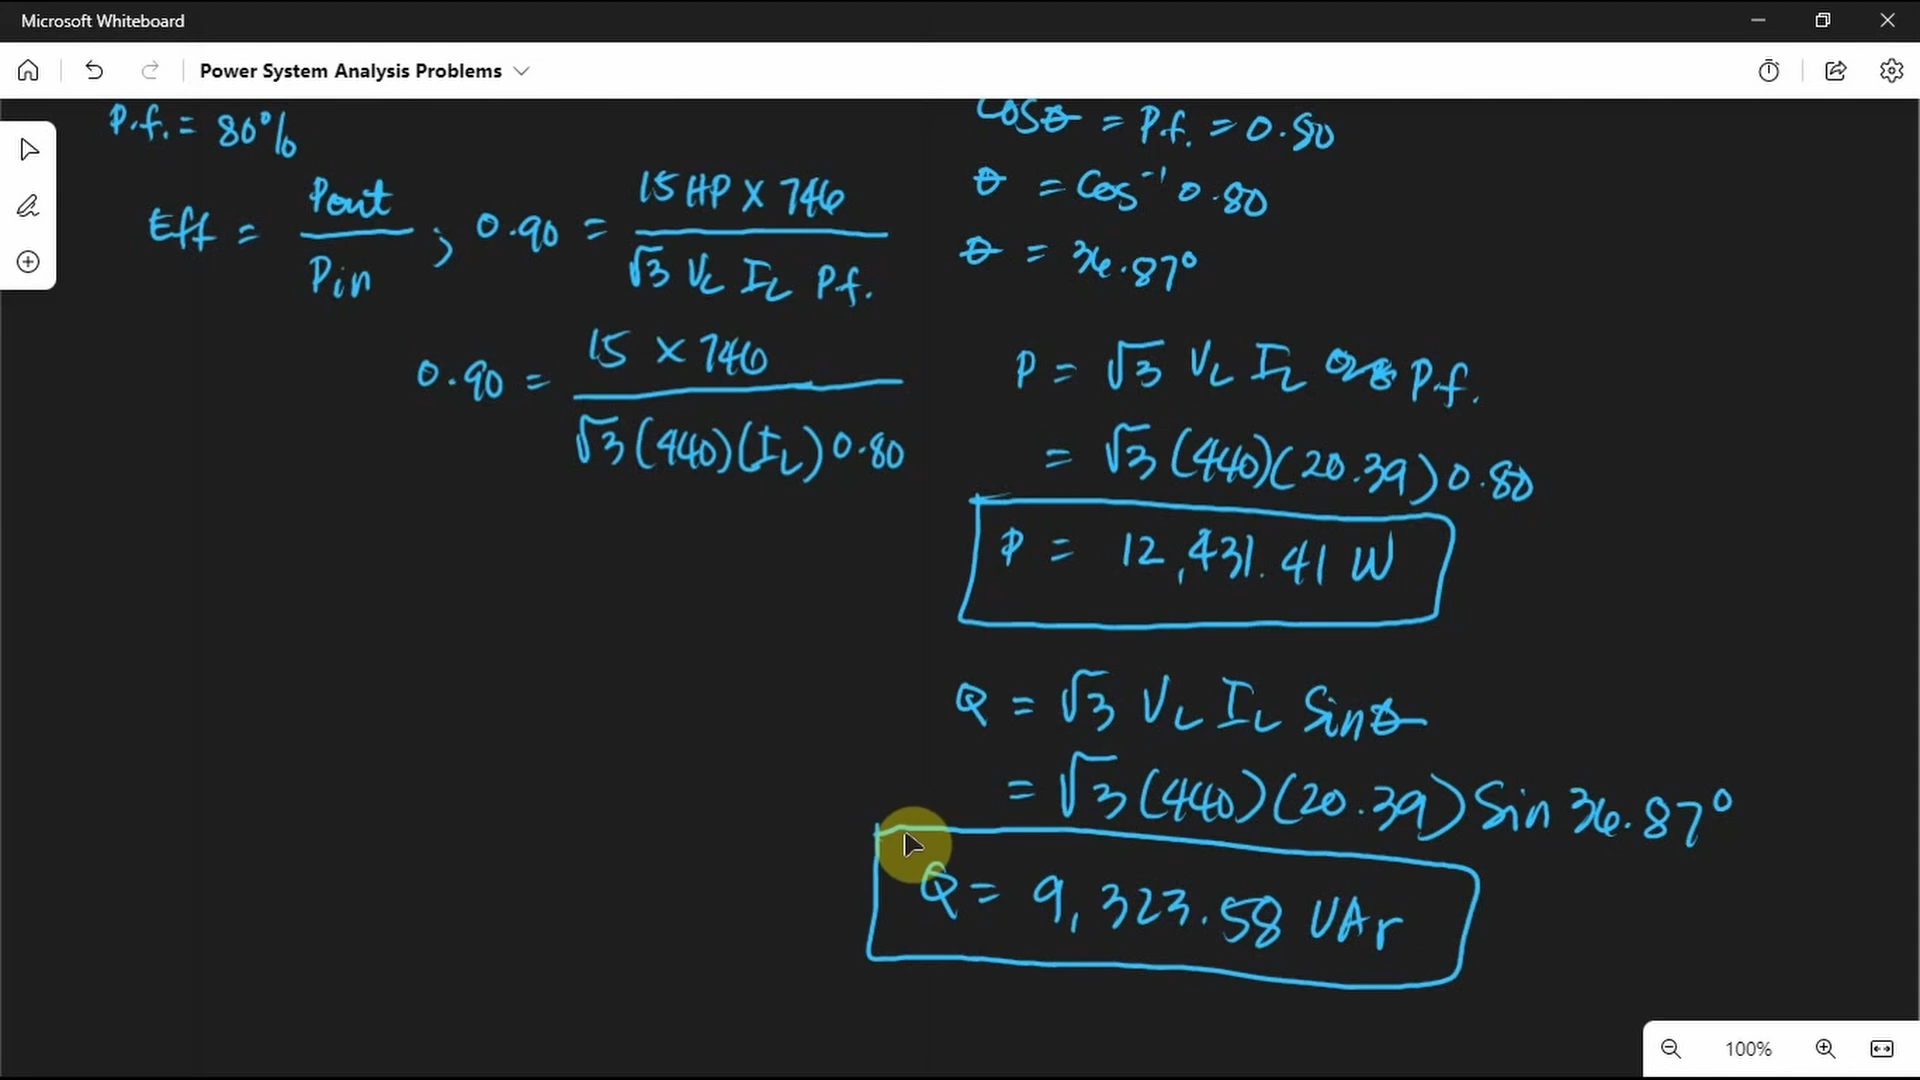 Microsoft Whiteboard
Power System Analysis Problems
P.f. = 80%
Eff = Pout / Pin ; 0.90 = 15 HP X 746 / √3 VL IL P.f.
0.90 = 15 X 746 / √3 (440)(IL) 0.80
Cosθ = P.f. = 0.80
θ = Cos⁻¹ 0.80
θ = 36.87°
P = √3 VL IL P.f.
= √3 (440)(20.39) 0.80
P = 12,431.41 W
Q = √3 VL IL Sinθ
= √3 (440)(20.39) Sin 36.87°
Q = 9,323.58 VAr
100%